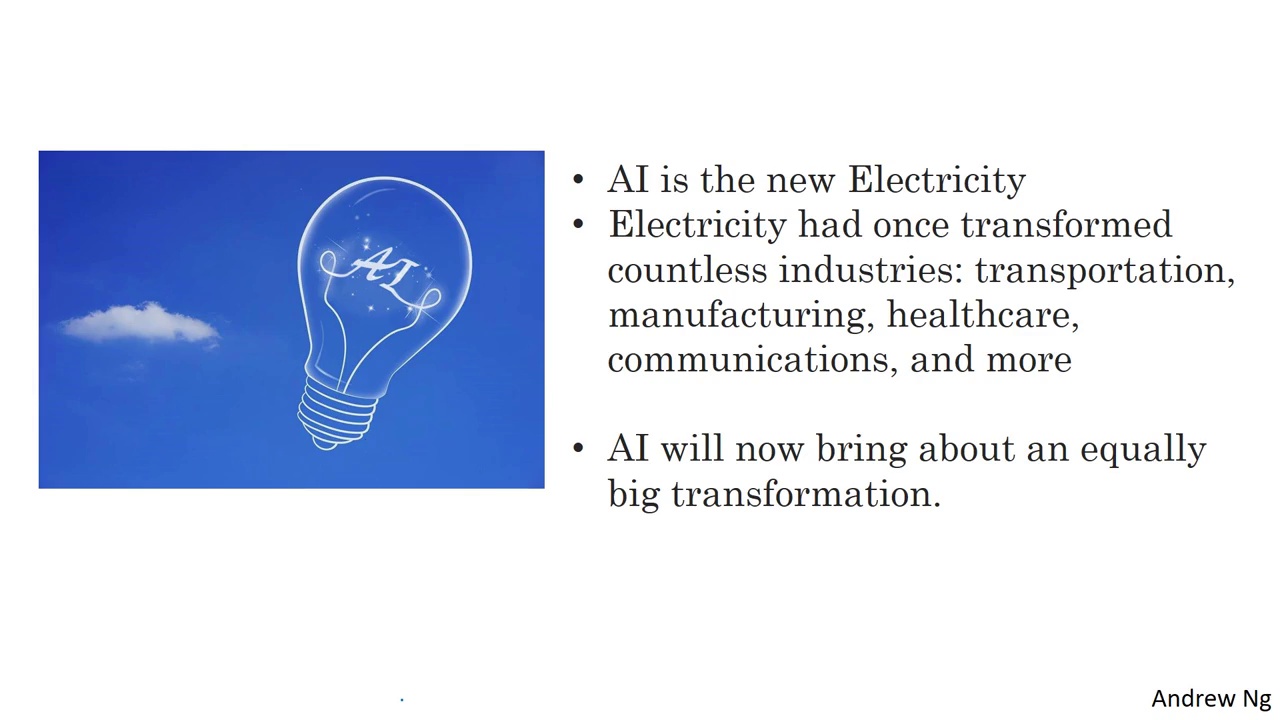 AI
• AI is the new Electricity
• Electricity had once transformed
countless industries: transportation,
manufacturing, healthcare,
communications, and more
• AI will now bring about an equally
big transformation.
Andrew Ng